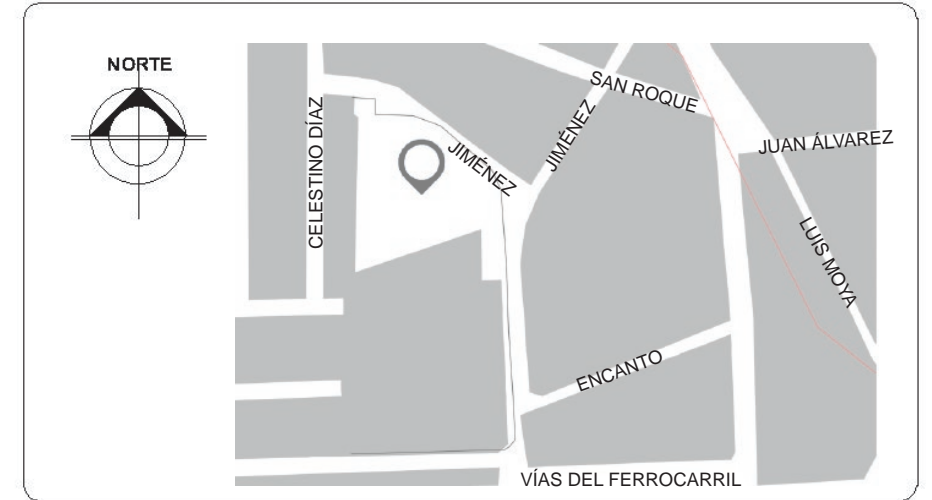 NORTE
SAN ROQUE
JIMÉNEZ
JUAN ÁLVAREZ
CELESTINO DÍAZ
JIMÉNEZ
LUIS MOYA
ENCANTO
VÍAS DEL FERROCARRIL